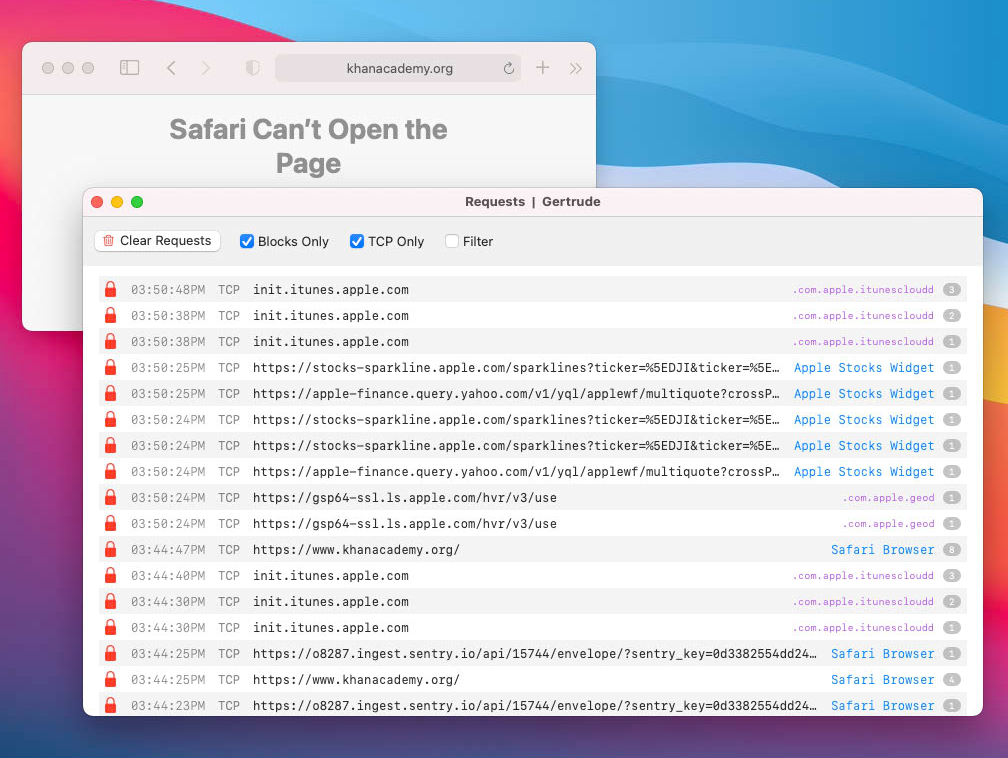 khanacademy.org
Safari Can’t Open the
Page
Requests | Gertrude
Clear Requests Blocks Only TCP Only Filter
03:50:48PM TCP init.itunes.apple.com .com.apple.itunescloudd 3
03:50:38PM TCP init.itunes.apple.com .com.apple.itunescloudd 2
03:50:38PM TCP init.itunes.apple.com .com.apple.itunescloudd 1
03:50:25PM TCP https://stocks-sparkline.apple.com/sparklines?ticker=%5EDJI&ticker=%5E… Apple Stocks Widget 1
03:50:25PM TCP https://apple-finance.query.yahoo.com/v1/yql/applewf/multiquote?crossP… Apple Stocks Widget 1
03:50:24PM TCP https://stocks-sparkline.apple.com/sparklines?ticker=%5EDJI&ticker=%5E… Apple Stocks Widget 1
03:50:24PM TCP https://stocks-sparkline.apple.com/sparklines?ticker=%5EDJI&ticker=%5E… Apple Stocks Widget 1
03:50:24PM TCP https://apple-finance.query.yahoo.com/v1/yql/applewf/multiquote?crossP… Apple Stocks Widget 1
03:50:24PM TCP https://gsp64-ssl.ls.apple.com/hvr/v3/use .com.apple.geod 1
03:50:24PM TCP https://gsp64-ssl.ls.apple.com/hvr/v3/use .com.apple.geod 1
03:44:47PM TCP https://www.khanacademy.org/ Safari Browser 8
03:44:40PM TCP init.itunes.apple.com .com.apple.itunescloudd 3
03:44:30PM TCP init.itunes.apple.com .com.apple.itunescloudd 2
03:44:30PM TCP init.itunes.apple.com .com.apple.itunescloudd 1
03:44:25PM TCP https://o8287.ingest.sentry.io/api/15744/envelope/?sentry_key=0d3382554dd24… Safari Browser 1
03:44:25PM TCP https://www.khanacademy.org/ Safari Browser 4
03:44:23PM TCP https://o8287.ingest.sentry.io/api/15744/envelope/?sentry_key=0d3382554dd24… Safari Browser 1